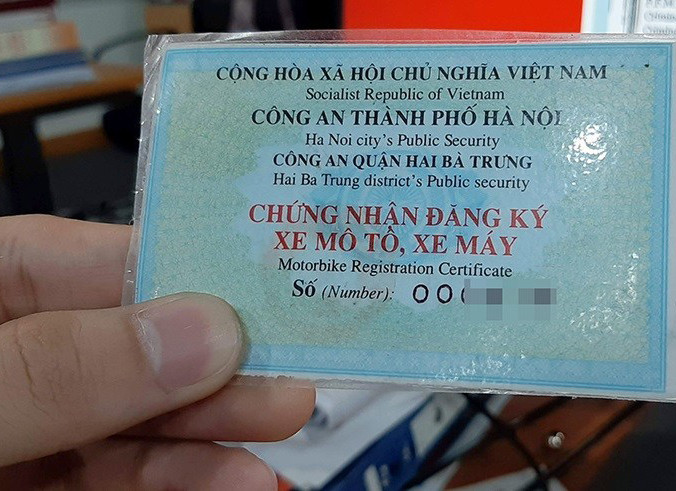 CỘNG HÒA XÃ HỘI CHỦ NGHĨA VIỆT NAM
Socialist Republic of Vietnam
CÔNG AN THÀNH PHỐ HÀ NỘI
Ha Noi city's Public Security
CÔNG AN QUẬN HAI BÀ TRƯNG
Hai Ba Trung district's Public security
CHỨNG NHẬN ĐĂNG KÝ
XE MÔ TÔ, XE MÁY
Motorbike Registration Certificate
Số (Number): 00